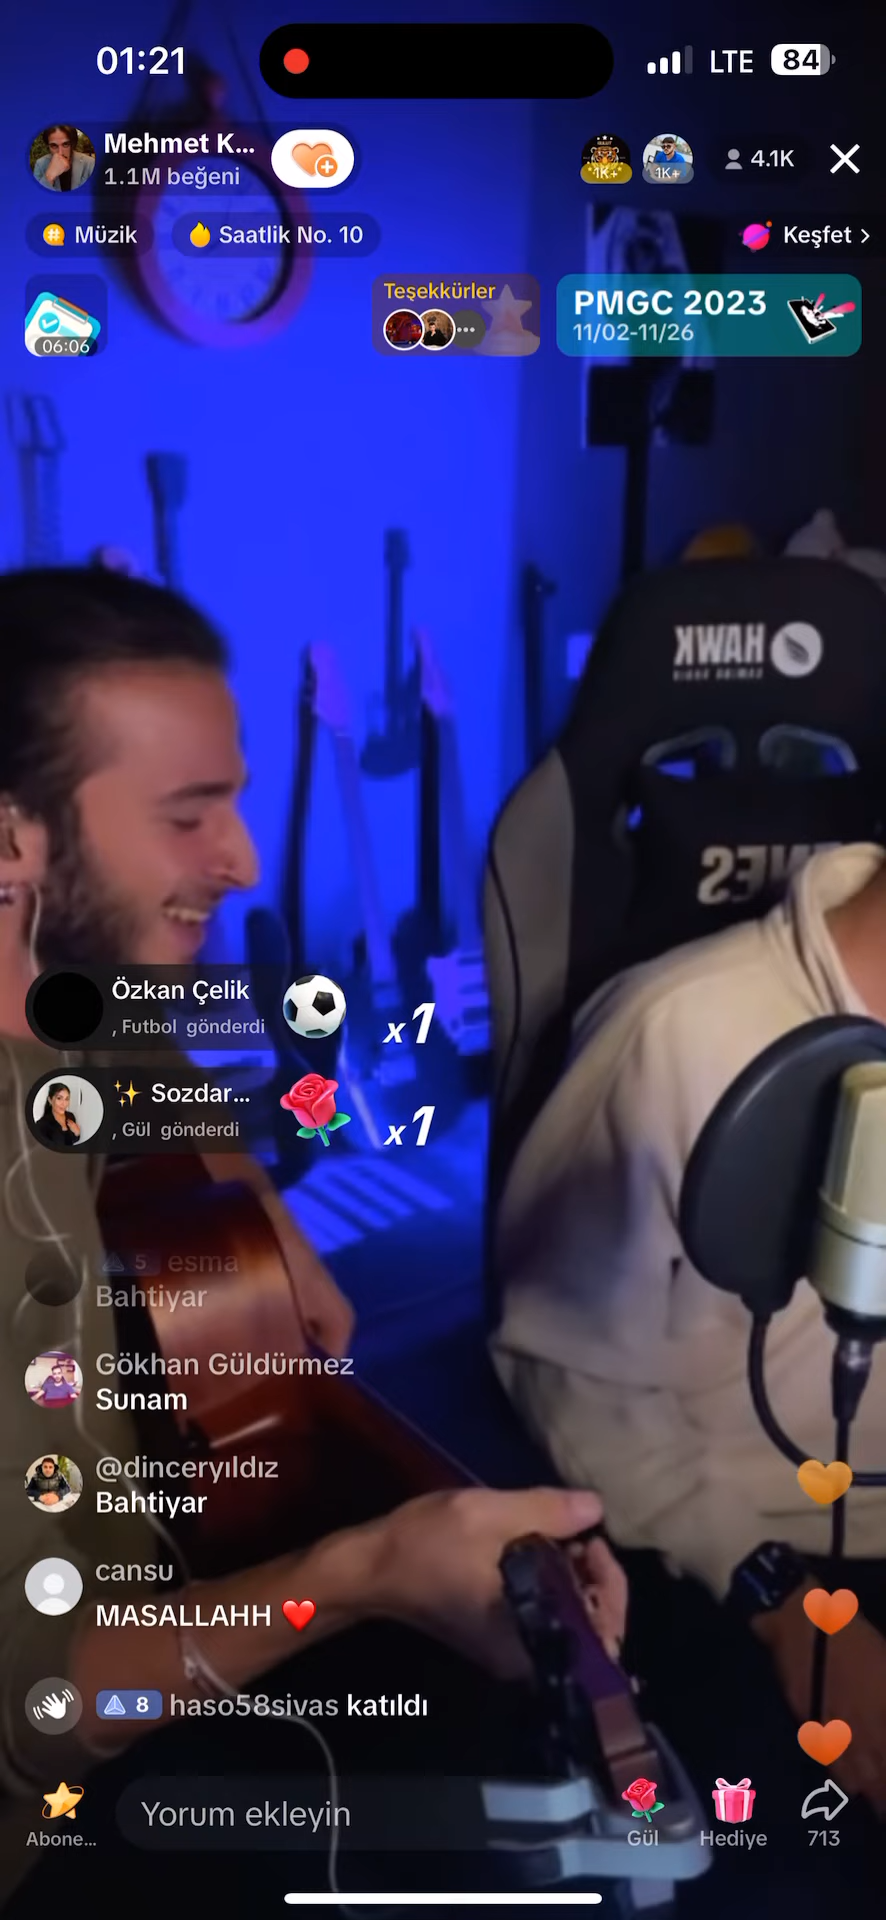 01:21
LTE
84
Mehmet K...
1.1M beğeni
1K+
1K+
4.1K
Müzik
Saatlik No. 10
Keşfet >
06:06
Teşekkürler
PMGC 2023
11/02-11/26
HAWK
Özkan Çelik
, Futbol gönderdi
x1
✨ Sozdar...
, Gül gönderdi
x1
5 esma
Bahtiyar
Gökhan Güldürmez
Sunam
@dinceryıldız
Bahtiyar
cansu
MASALLAHH ❤️
8 haso58sivas katıldı
Abone...
Yorum ekleyin
Gül
Hediye
713